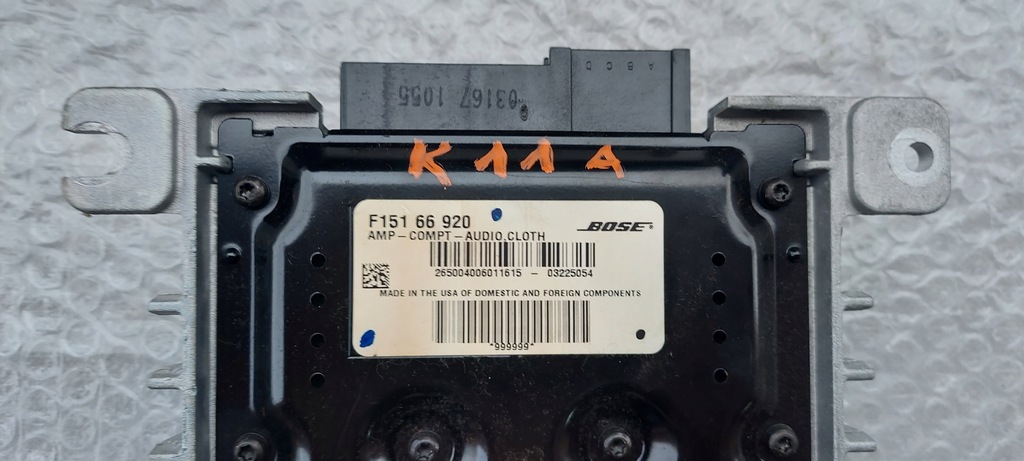 A B C D
03167 1055
K 11 A
F151 66 920
BOSE®
AMP-COMPT-AUDIO.CLOTH
265004006011615 - 03225054
MADE IN THE USA OF DOMESTIC AND FOREIGN COMPONENTS
*999999*